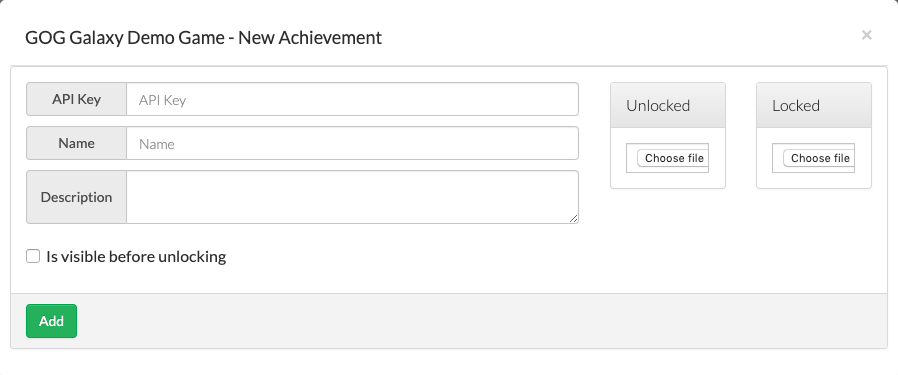 GOG Galaxy Demo Game - New Achievement
×
API Key
API Key
Name
Name
Description
Is visible before unlocking
Unlocked
Choose file
Locked
Choose file
Add